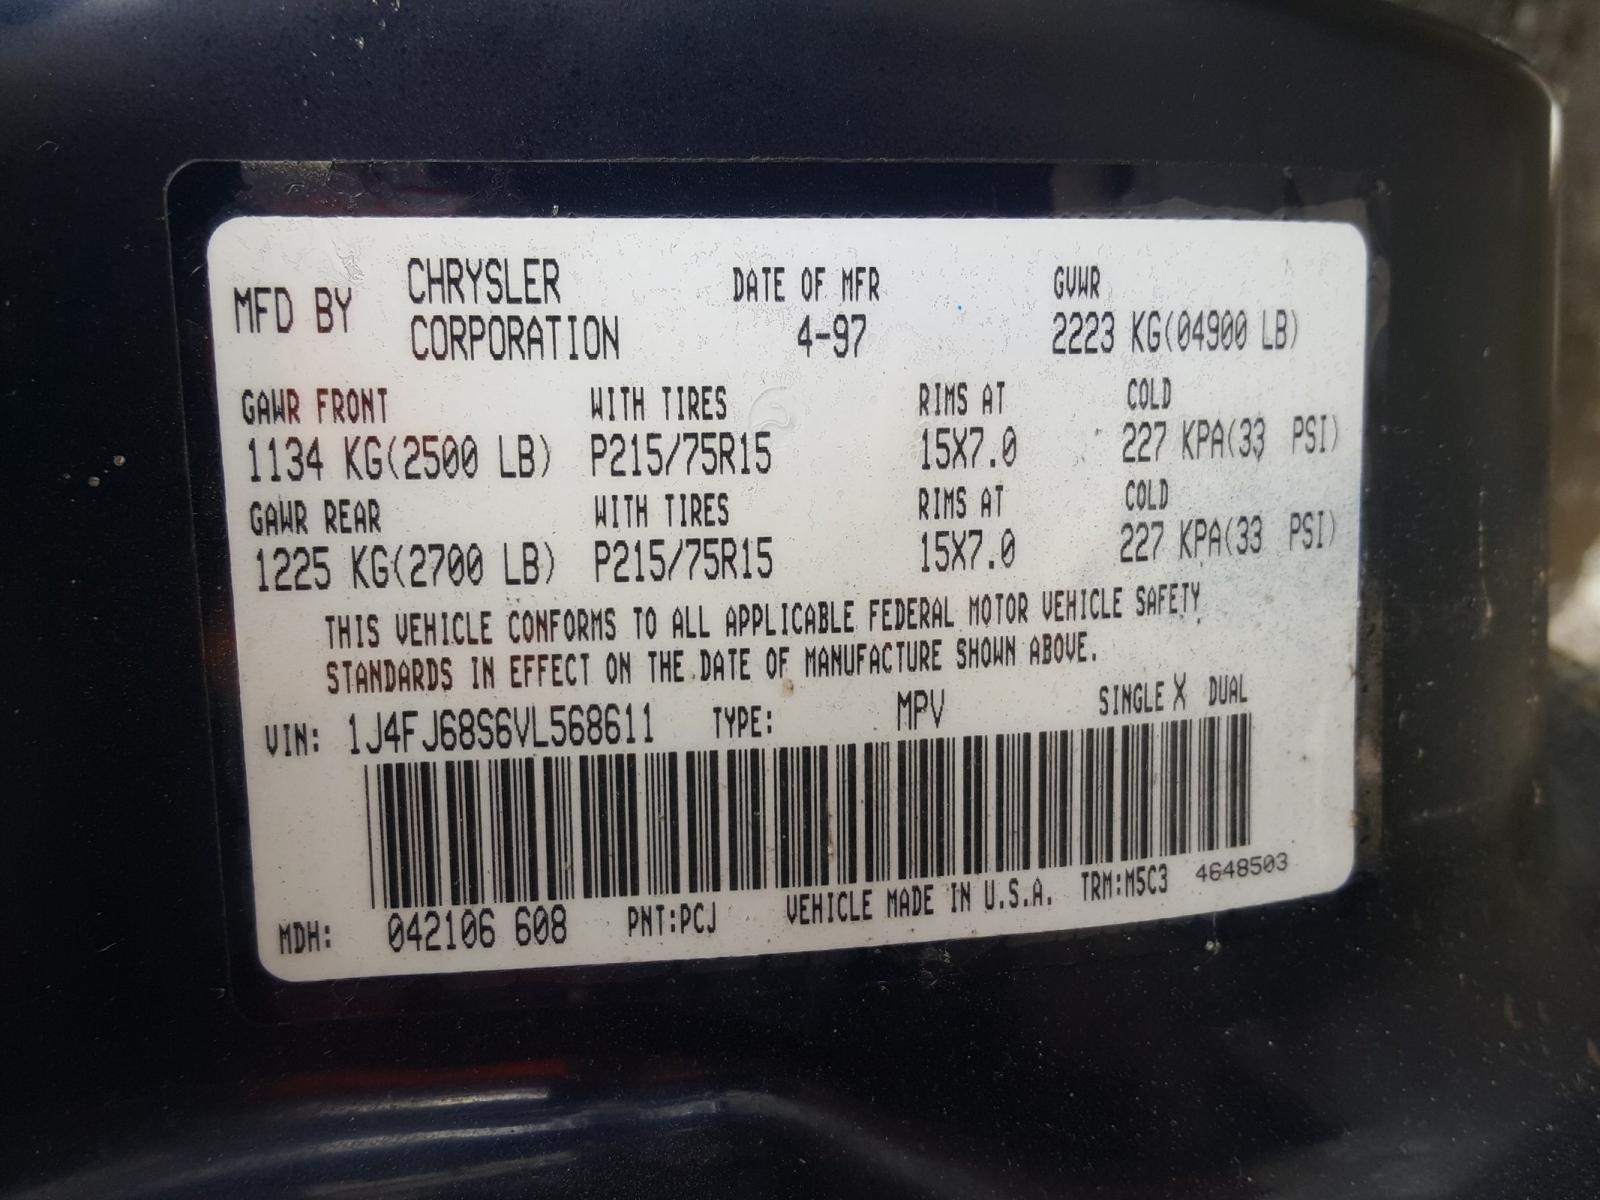 MFD BY CHRYSLER CORPORATION DATE OF MFR 4-97 GVWR 2223 KG(04900 LB)
GAWR FRONT WITH TIRES RIMS AT COLD
1134 KG(2500 LB) P215/75R15 15X7.0 227 KPA(33 PSI)
GAWR REAR WITH TIRES RIMS AT COLD
1225 KG(2700 LB) P215/75R15 15X7.0 227 KPA(33 PSI)
THIS VEHICLE CONFORMS TO ALL APPLICABLE FEDERAL MOTOR VEHICLE SAFETY
STANDARDS IN EFFECT ON THE DATE OF MANUFACTURE SHOWN ABOVE.
VIN: 1J4FJ68S6VL568611 TYPE: MPV SINGLE X DUAL
MDH: 042106 608 PNT:PCJ VEHICLE MADE IN U.S.A. TRM:M5C3 4648503